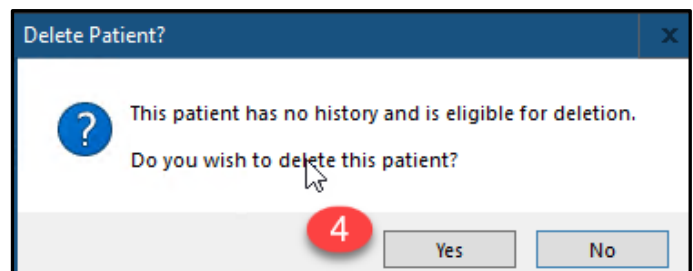 Delete Patient?
X
?
This patient has no history and is eligible for deletion.
Do you wish to delete this patient?
4
Yes
No